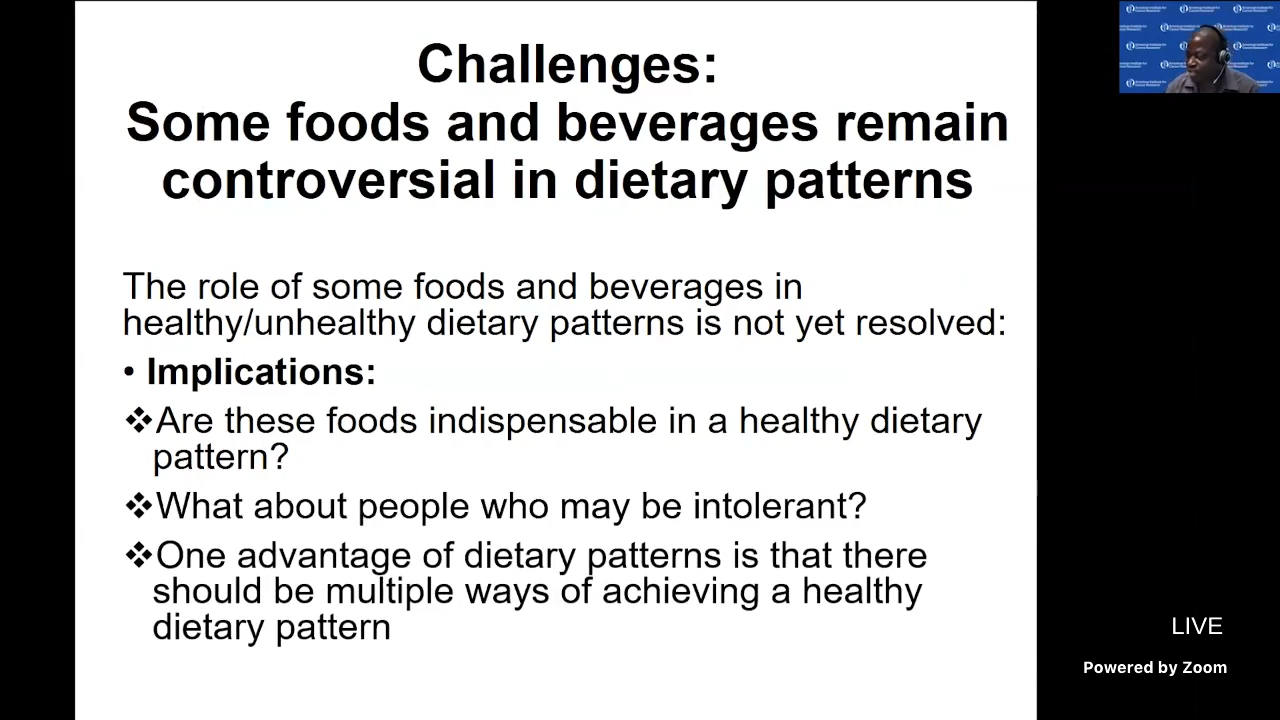 Challenges:
Some foods and beverages remain
controversial in dietary patterns
The role of some foods and beverages in
healthy/unhealthy dietary patterns is not yet resolved:
• Implications:
❖Are these foods indispensable in a healthy dietary
pattern?
❖What about people who may be intolerant?
❖One advantage of dietary patterns is that there
should be multiple ways of achieving a healthy
dietary pattern
LIVE
Powered by Zoom